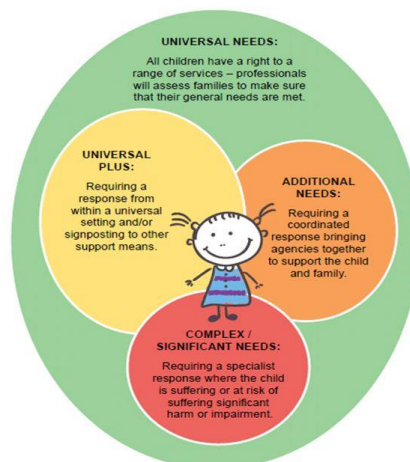 UNIVERSAL NEEDS:
All children have a right to a
range of services – professionals
will assess families to make sure
that their general needs are met.
UNIVERSAL
PLUS:
Requiring a
response from
within a universal
setting and/or
signposting to other
support means.
ADDITIONAL
NEEDS:
Requiring a
coordinated
response bringing
agencies together
to support the child
and family.
COMPLEX /
SIGNIFICANT NEEDS:
Requiring a specialist
response where the child
is suffering or at risk of
suffering significant
harm or impairment.